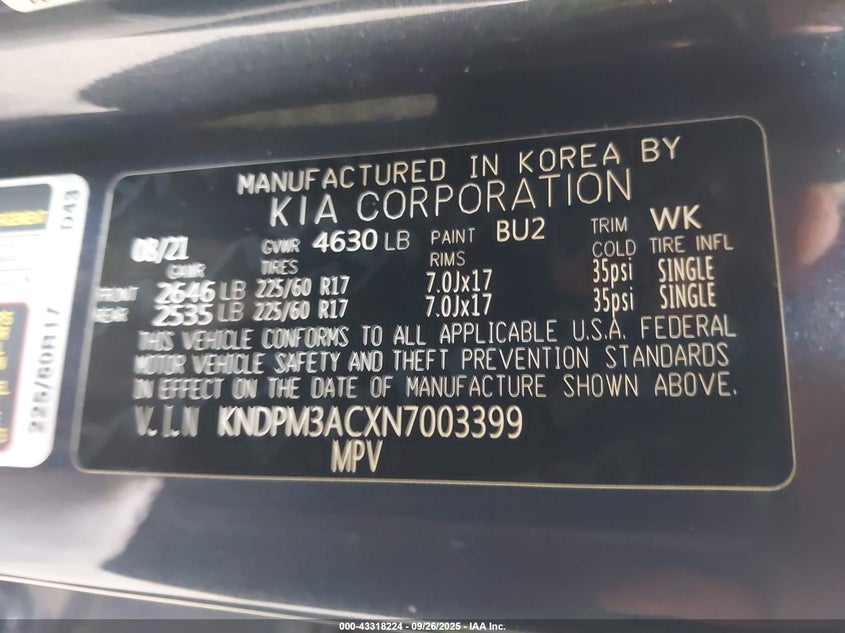 MANUFACTURED IN KOREA BY
KIA CORPORATION
08/21 GVWR 4630 LB PAINT BU2 TRIM WK
GAWR TIRES RIMS COLD TIRE INFL
FRONT 2646 LB 225/60 R17 7.0Jx17 35psi SINGLE
REAR 2535 LB 225/60 R17 7.0Jx17 35psi SINGLE
THIS VEHICLE CONFORMS TO ALL APPLICABLE U.S.A. FEDERAL
MOTOR VEHICLE SAFETY AND THEFT PREVENTION STANDARDS
IN EFFECT ON THE DATE OF MANUFACTURE SHOWN ABOVE.
V.I.N KNDPM3ACXN7003399
MPV
D43
225/60R17
000-43318224 - 09/26/2025 - IAA Inc.